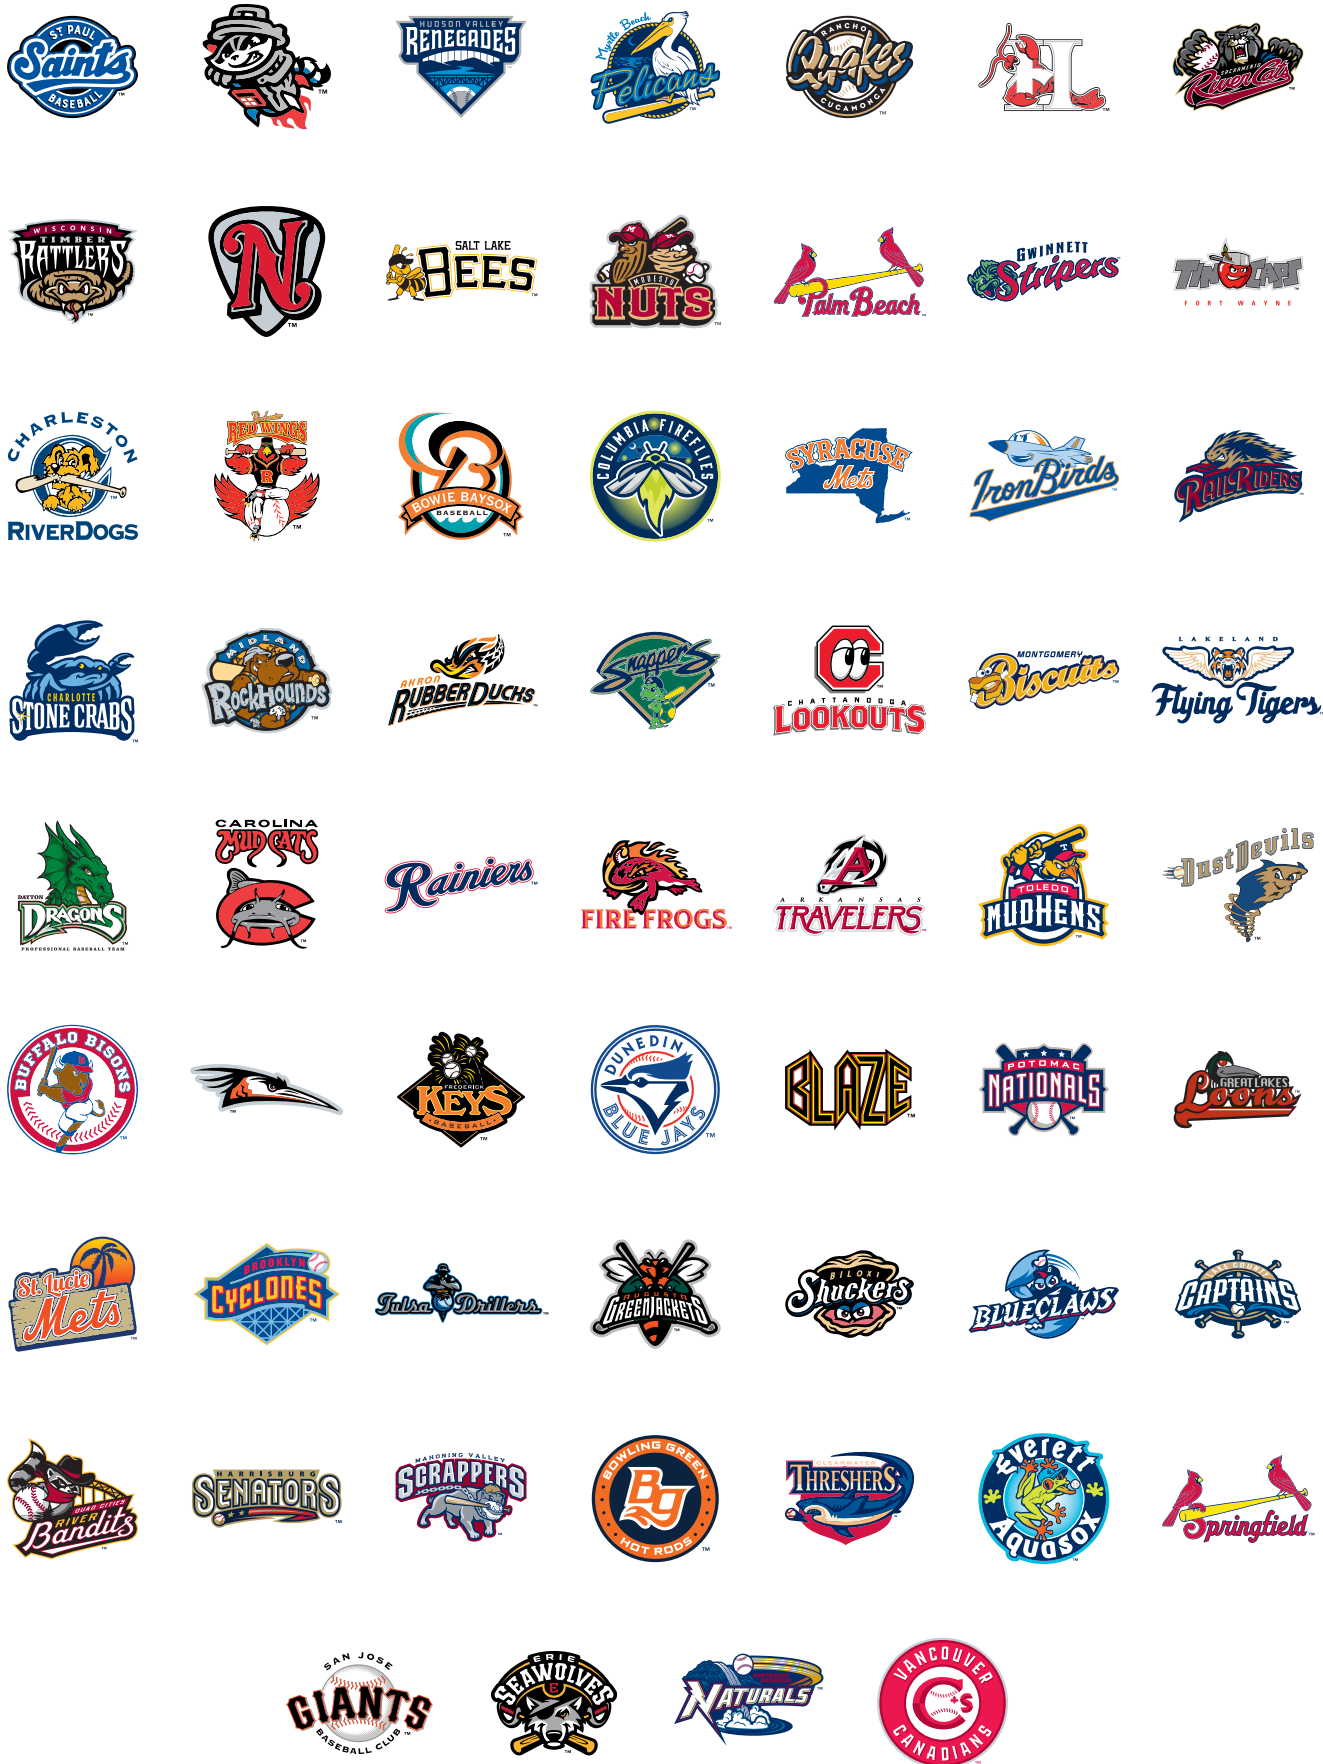 ST PAUL
Saints
BASEBALL
HUDSON VALLEY
RENEGADES
Myrtle Beach
Pelicans
RANCHO
Quakes
CUCAMONGA
H
SACRAMENTO
RiverCats
WISCONSIN
TIMBER
RATTLERS
N
SALT LAKE
BEES
MODESTO
NUTS
Palm Beach
GWINNETT
Stripers
TINCAPS
FORT WAYNE
CHARLESTON
RIVERDOGS
Rochester
RED WINGS
R
B
BOWIE BAYSOX
BASEBALL
COLUMBIA FIREFLIES
SYRACUSE
Mets
IronBirds
RAILRIDERS
CHARLOTTE
STONE CRABS
MIDLAND
ROCKHOUNDS
AKRON
RUBBERDUCKS
SNAPPERS
C
CHATTANOOGA
LOOKOUTS
MONTGOMERY
Biscuits
LAKELAND
Flying Tigers
DAYTON
DRAGONS
PROFESSIONAL BASEBALL TEAM
CAROLINA
MUDCATS
C
Rainiers
FIRE FROGS
A
ARKANSAS
TRAVELERS
T
TOLEDO
MUDHENS
DustDevils
BUFFALO BISONS
FREDERICK
KEYS
BASEBALL
DUNEDIN
BLUE JAYS
BLAZE
POTOMAC
NATIONALS
GREAT LAKES
Loons
St. Lucie
Mets
BROOKLYN
CYCLONES
Tulsa Drillers
AUGUSTA
GREENJACKETS
BILOXI
Shuckers
BLUECLAWS
LAKE COUNTY
CAPTAINS
QUAD CITIES
RIVER
Bandits
HARRISBURG
SENATORS
MAHONING VALLEY
SCRAPPERS
BOWLING GREEN
BG
HOT RODS
CLEARWATER
THRESHERS
Everett
AquaSox
Springfield
SAN JOSE
GIANTS
BASEBALL CLUB
ERIE
SEAWOLVES
E
NATURALS
VANCOUVER
C's
CANADIANS